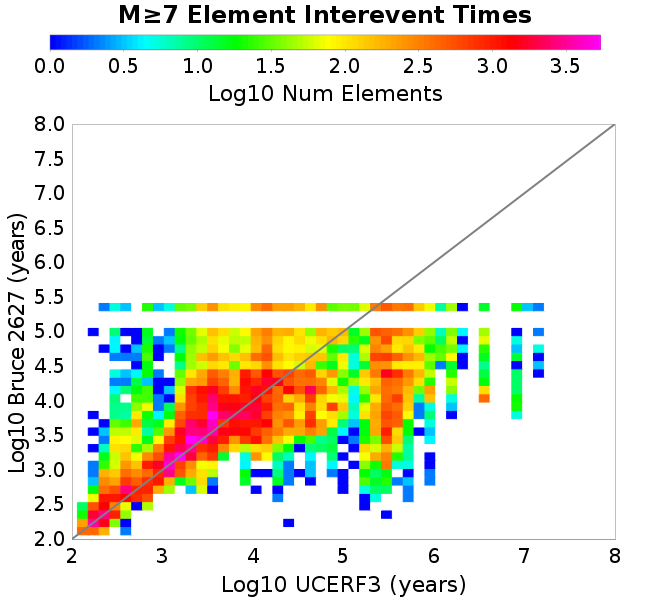 M≥7 Element Interevent Times
0.0 0.5 1.0 1.5 2.0 2.5 3.0 3.5
Log10 Num Elements
Log10 Bruce 2627 (years)
8.0
7.5
7.0
6.5
6.0
5.5
5.0
4.5
4.0
3.5
3.0
2.5
2.0
2 3 4 5 6 7 8
Log10 UCERF3 (years)